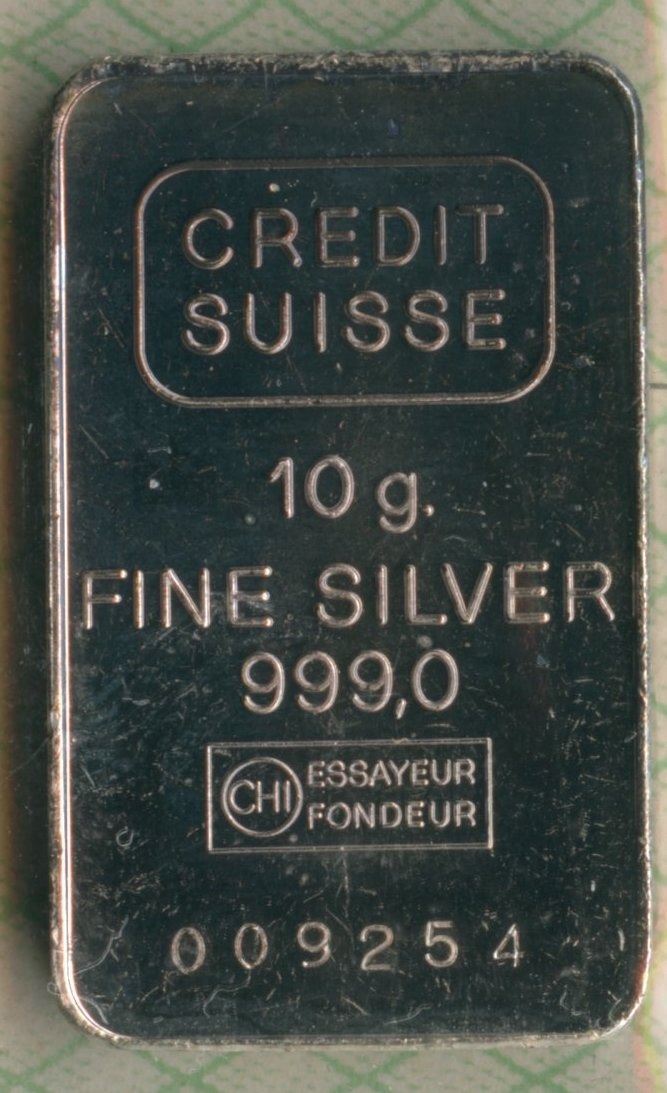 CREDIT
SUISSE
10 g.
FINE SILVER
999,0
CHI ESSAYEUR
FONDEUR
009254